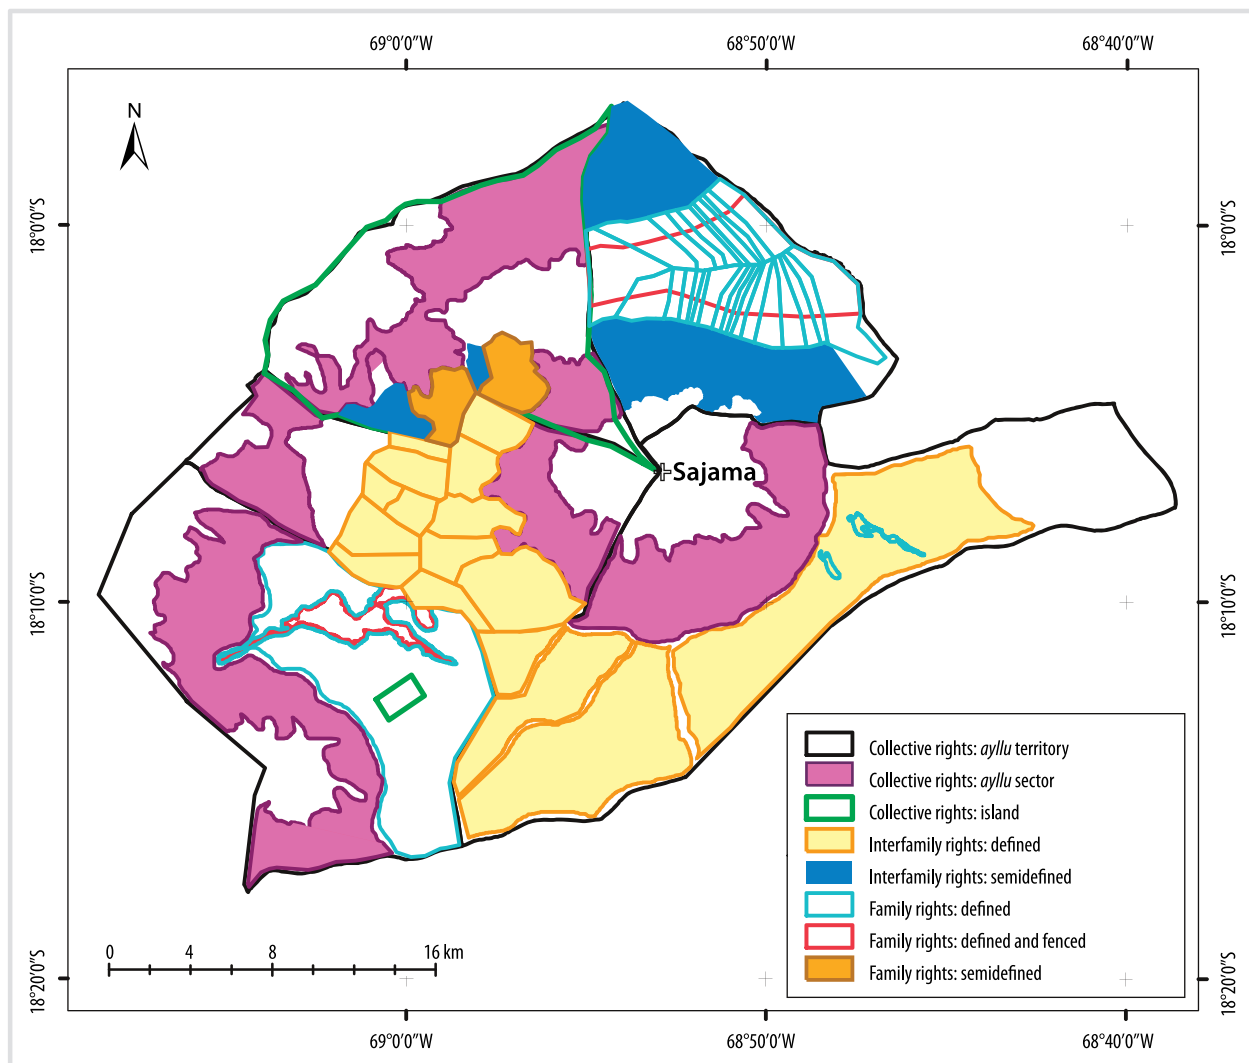 69°0'0"W 68°50'0"W 68°40'0"W
N
18°0'0"S 18°0'0"S
Sajama
18°10'0"S 18°10'0"S
Collective rights: ayllu territory
Collective rights: ayllu sector
Collective rights: island
Interfamily rights: defined
Interfamily rights: semidefined
Family rights: defined
Family rights: defined and fenced
Family rights: semidefined
0 4 8 16 km
18°20'0"S 18°20'0"S
69°0'0"W 68°50'0"W 68°40'0"W